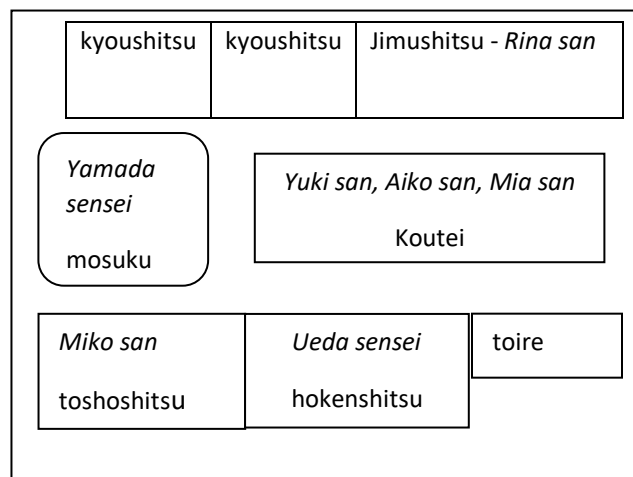 kyoushitsu
kyoushitsu
Jimushitsu - Rina san
Yamada
sensei
mosuku
Yuki san, Aiko san, Mia san
Koutei
Miko san
toshoshitsu
Ueda sensei
hokenshitsu
toire